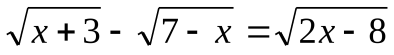 √(x + 3) − √(7 − x) = √(2x − 8)